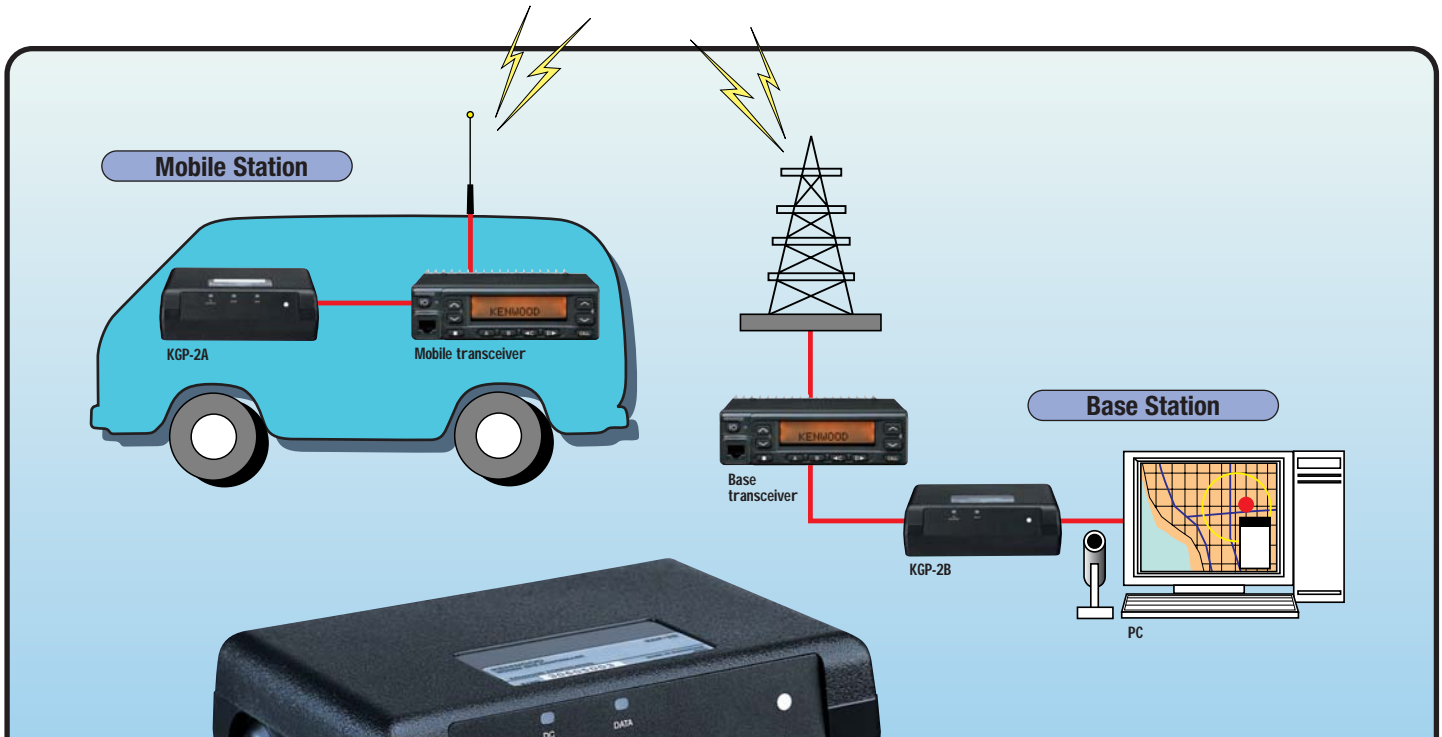 Mobile Station
KENWOOD
KGP-2A
Mobile transceiver
Base Station
KENWOOD
Base
transceiver
KGP-2B
PC
DC
DATA